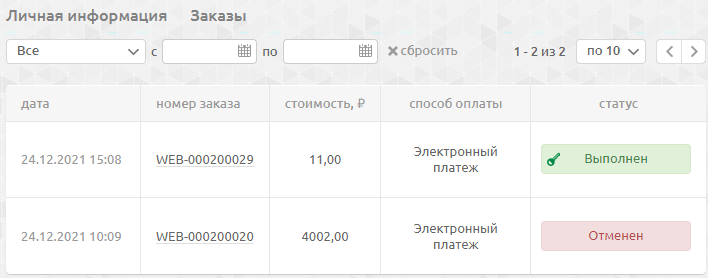 Личная информация Заказы
Все с по сбросить 1 - 2 из 2 по 10
дата номер заказа стоимость, ₽ способ оплаты статус
24.12.2021 15:08 WEB-000200029 11,00 Электронный платеж Выполнен
24.12.2021 10:09 WEB-000200020 4002,00 Электронный платеж Отменен